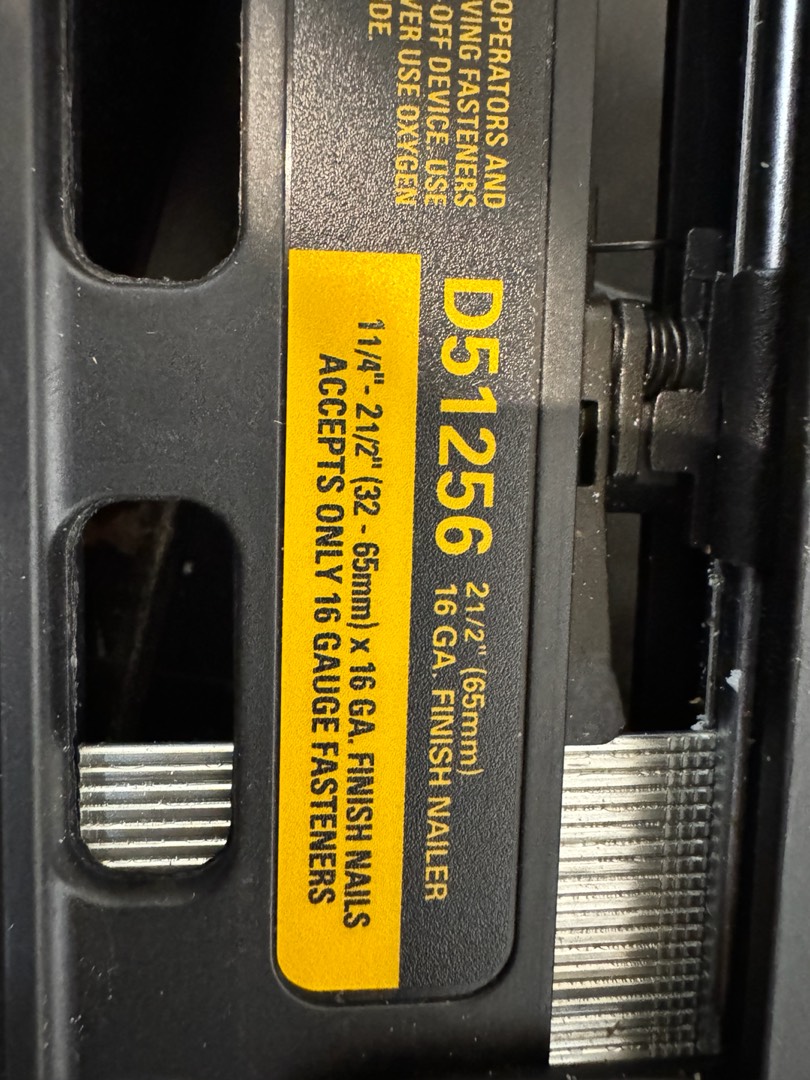 OPERATORS AND
VING FASTENERS
OFF DEVICE USE
VER USE OXYGEN
DE.
D51256 2 1/2" (65mm)
16 GA. FINISH NAILER
1 1/4" - 2 1/2" (32 - 65mm) x 16 GA. FINISH NAILS
ACCEPTS ONLY 16 GAUGE FASTENERS